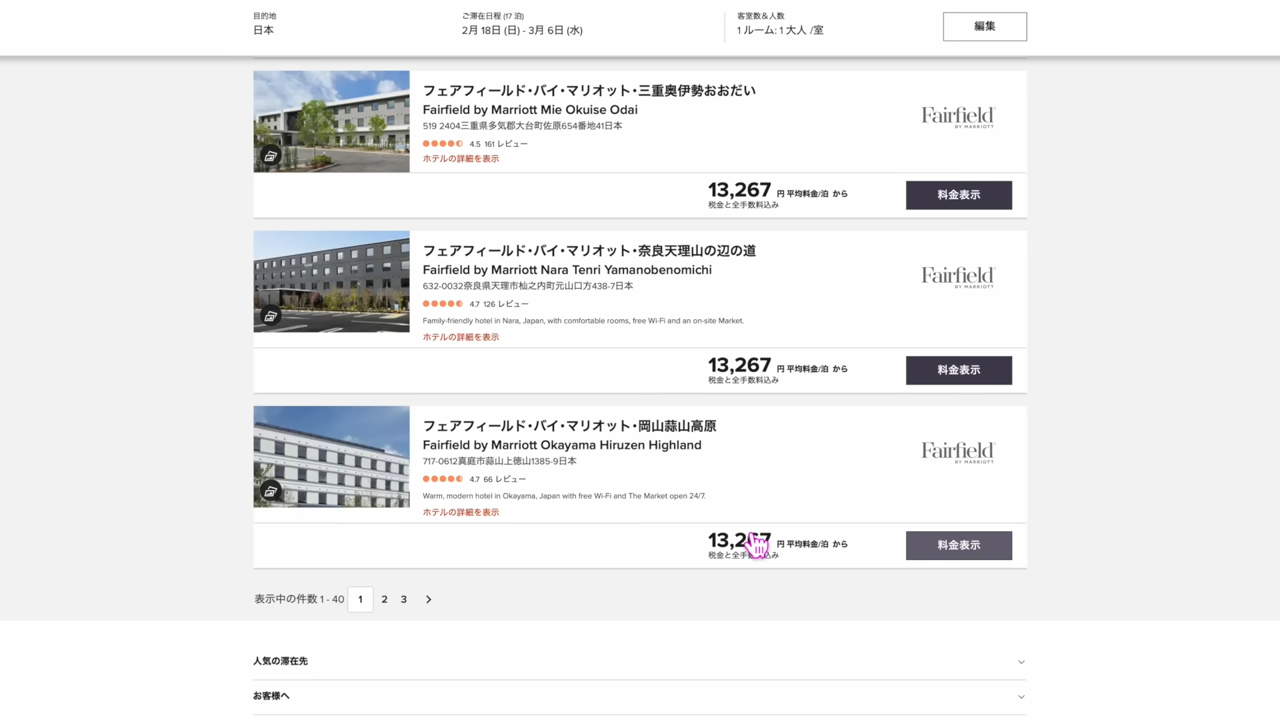 目的地
日本
ご滞在日程 (17 泊)
2月 18日 (日) - 3月 6日 (水)
客室数＆人数
1 ルーム: 1 大人 /室
編集
フェアフィールド・バイ・マリオット・三重奥伊勢おおだい
Fairfield by Marriott Mie Okuise Odai
519 2404三重県多気郡大台町佐原654番地41日本
4.5 161 レビュー
ホテルの詳細を表示
Fairfield
BY MARRIOTT
13,267 円 平均料金/泊 から
税金と全手数料込み
料金表示
フェアフィールド・バイ・マリオット・奈良天理山の辺の道
Fairfield by Marriott Nara Tenri Yamanobenomichi
632-0032奈良県天理市杣之内町元山口方438-7日本
4.7 126 レビュー
Family-friendly hotel in Nara, Japan, with comfortable rooms, free Wi-Fi and an on-site Market.
ホテルの詳細を表示
Fairfield
BY MARRIOTT
13,267 円 平均料金/泊 から
税金と全手数料込み
料金表示
フェアフィールド・バイ・マリオット・岡山蒜山高原
Fairfield by Marriott Okayama Hiruzen Highland
717-0612真庭市蒜山上徳山1385-9日本
4.7 66 レビュー
Warm, modern hotel in Okayama, Japan with free Wi-Fi and The Market open 24/7.
ホテルの詳細を表示
Fairfield
BY MARRIOTT
13,267 円 平均料金/泊 から
税金と全手数料込み
料金表示
表示中の件数 1 - 40 1 2 3
人気の滞在先
お客様へ